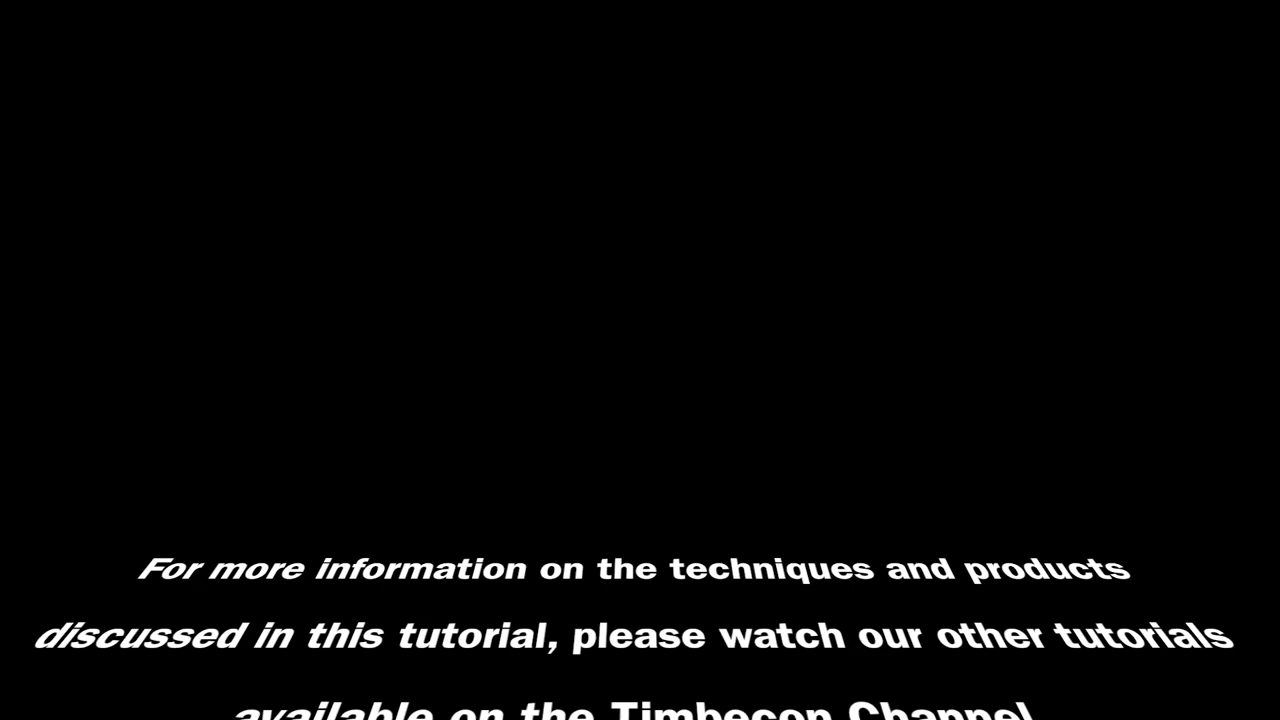 For more information on the techniques and products
discussed in this tutorial, please watch our other tutorials
available on the Timbecon Channel